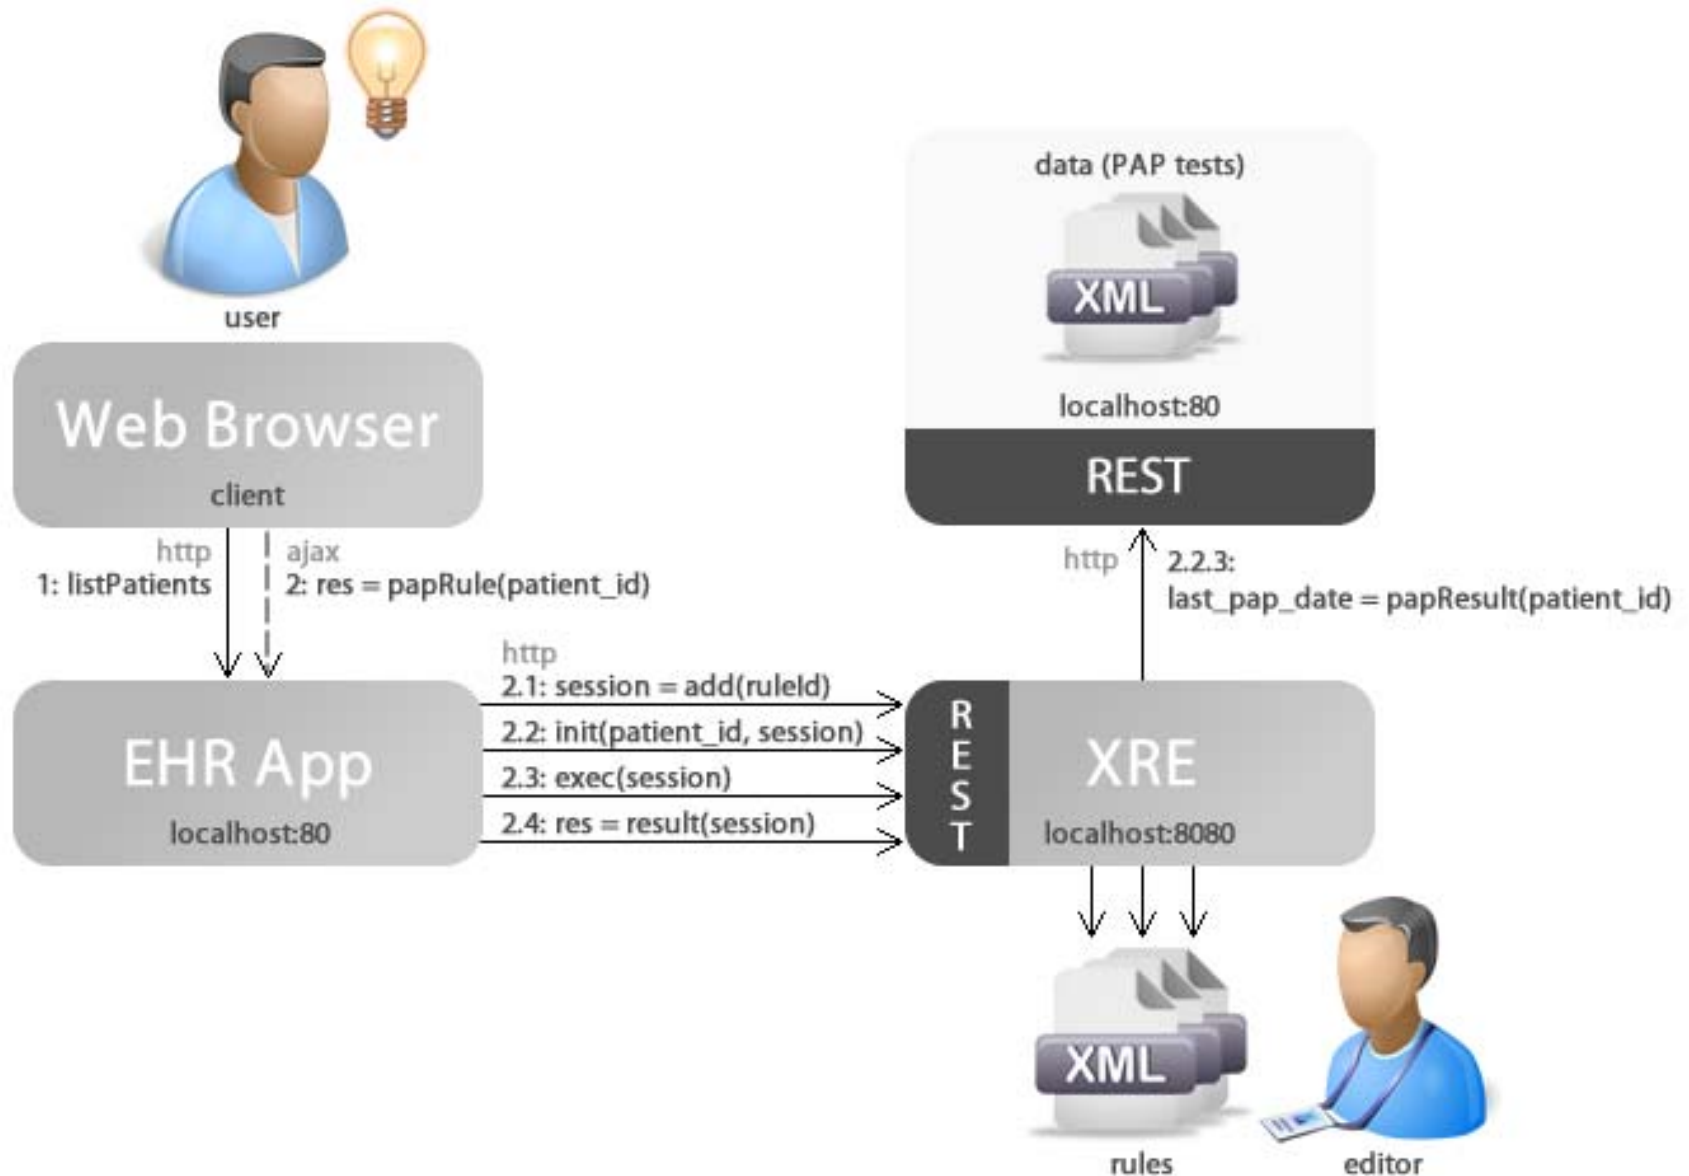 user
Web Browser
client
http
1: listPatients
ajax
2: res = papRule(patient_id)
data (PAP tests)
XML
localhost:80
REST
http
2.2.3:
last_pap_date = papResult(patient_id)
http
2.1: session = add(ruleId)
2.2: init(patient_id, session)
2.3: exec(session)
2.4: res = result(session)
EHR App
localhost:80
REST
XRE
localhost:8080
XML
rules
editor